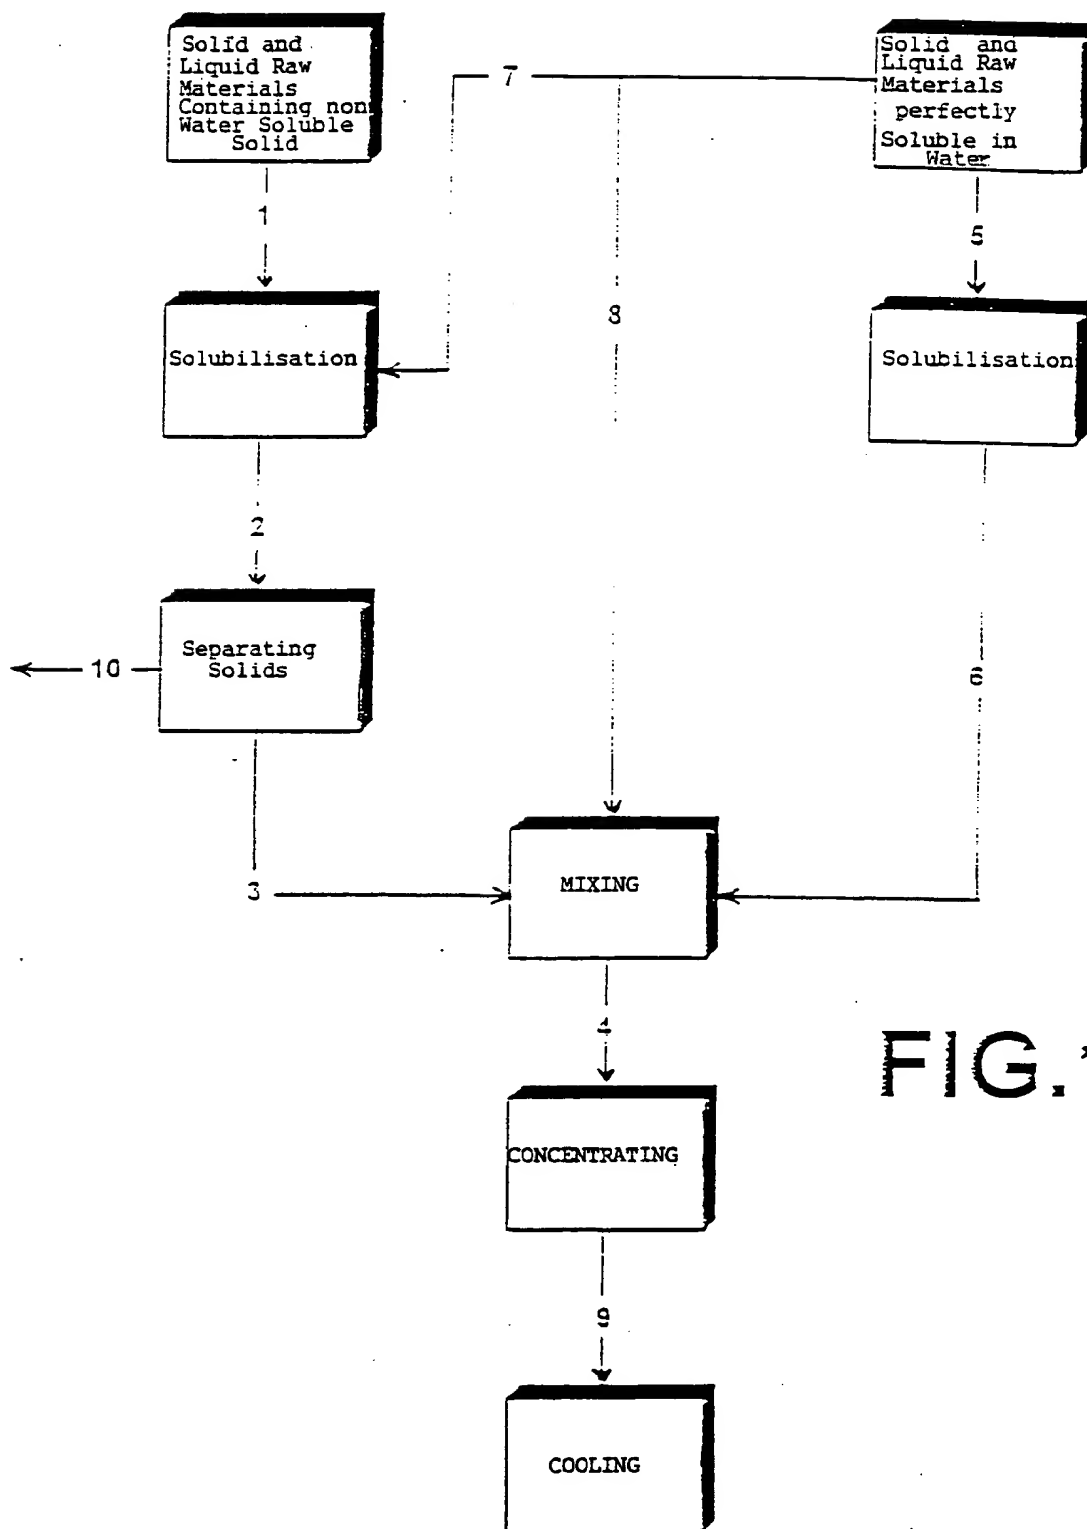 Solid and
Liquid Raw
Materials
Containing non
Water Soluble
Solid
7
Solid and
Liquid Raw
Materials
perfectly
Soluble in
Water
1
5
8
Solubilisation
Solubilisation
2
Separating
Solids
10
6
3
MIXING
4
FIG.
CONCENTRATING
9
COOLING